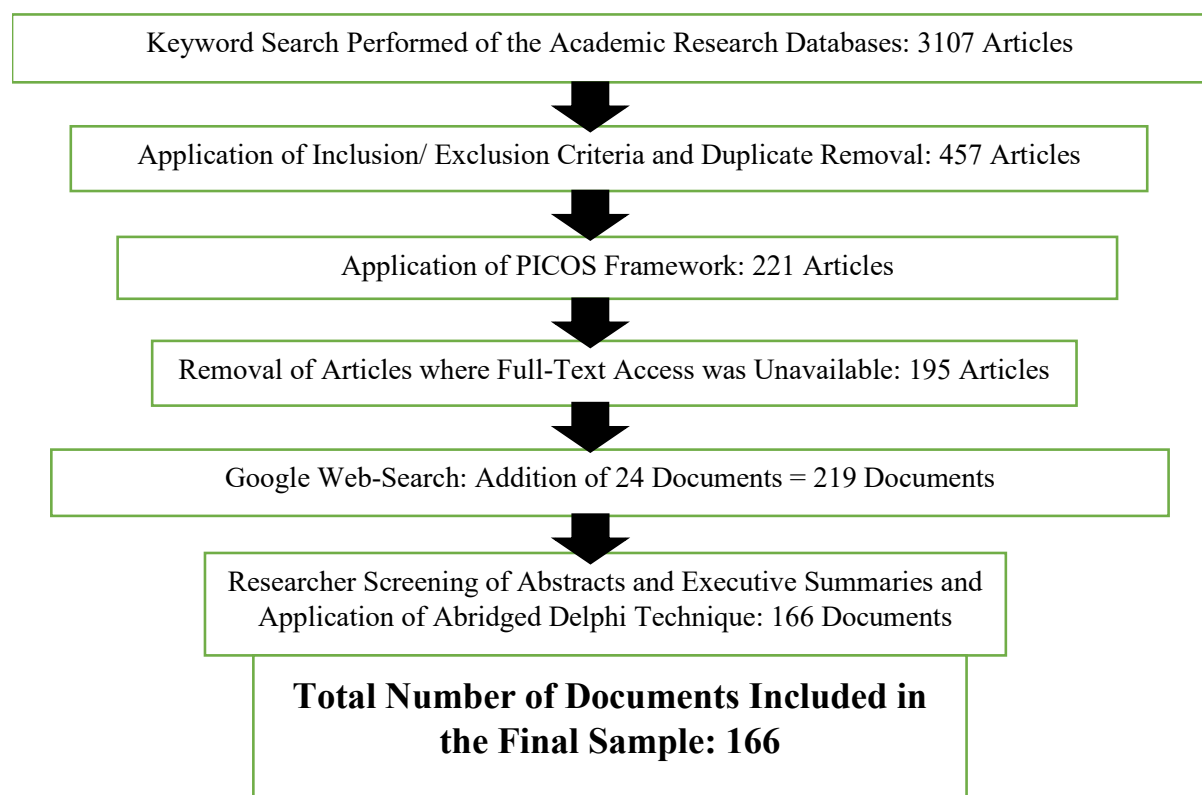 Keyword Search Performed of the Academic Research Databases: 3107 Articles
Application of Inclusion/ Exclusion Criteria and Duplicate Removal: 457 Articles
Application of PICOS Framework: 221 Articles
Removal of Articles where Full-Text Access was Unavailable: 195 Articles
Google Web-Search: Addition of 24 Documents = 219 Documents
Researcher Screening of Abstracts and Executive Summaries and
Application of Abridged Delphi Technique: 166 Documents
Total Number of Documents Included in
the Final Sample: 166